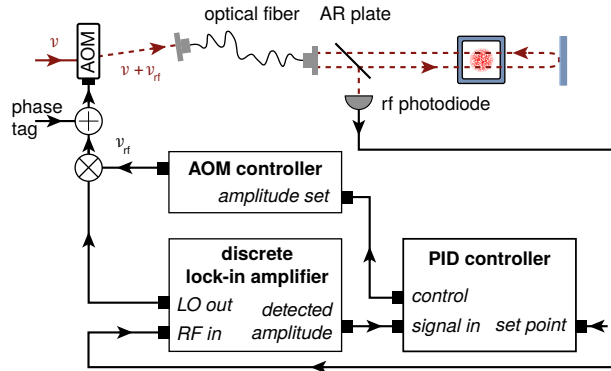 optical fiber
AR plate
ν
AOM
ν + ν_rf
rf photodiode
phase
tag
ν_rf
AOM controller
amplitude set
discrete
lock-in amplifier
LO out
RF in
detected
amplitude
PID controller
control
signal in
set point